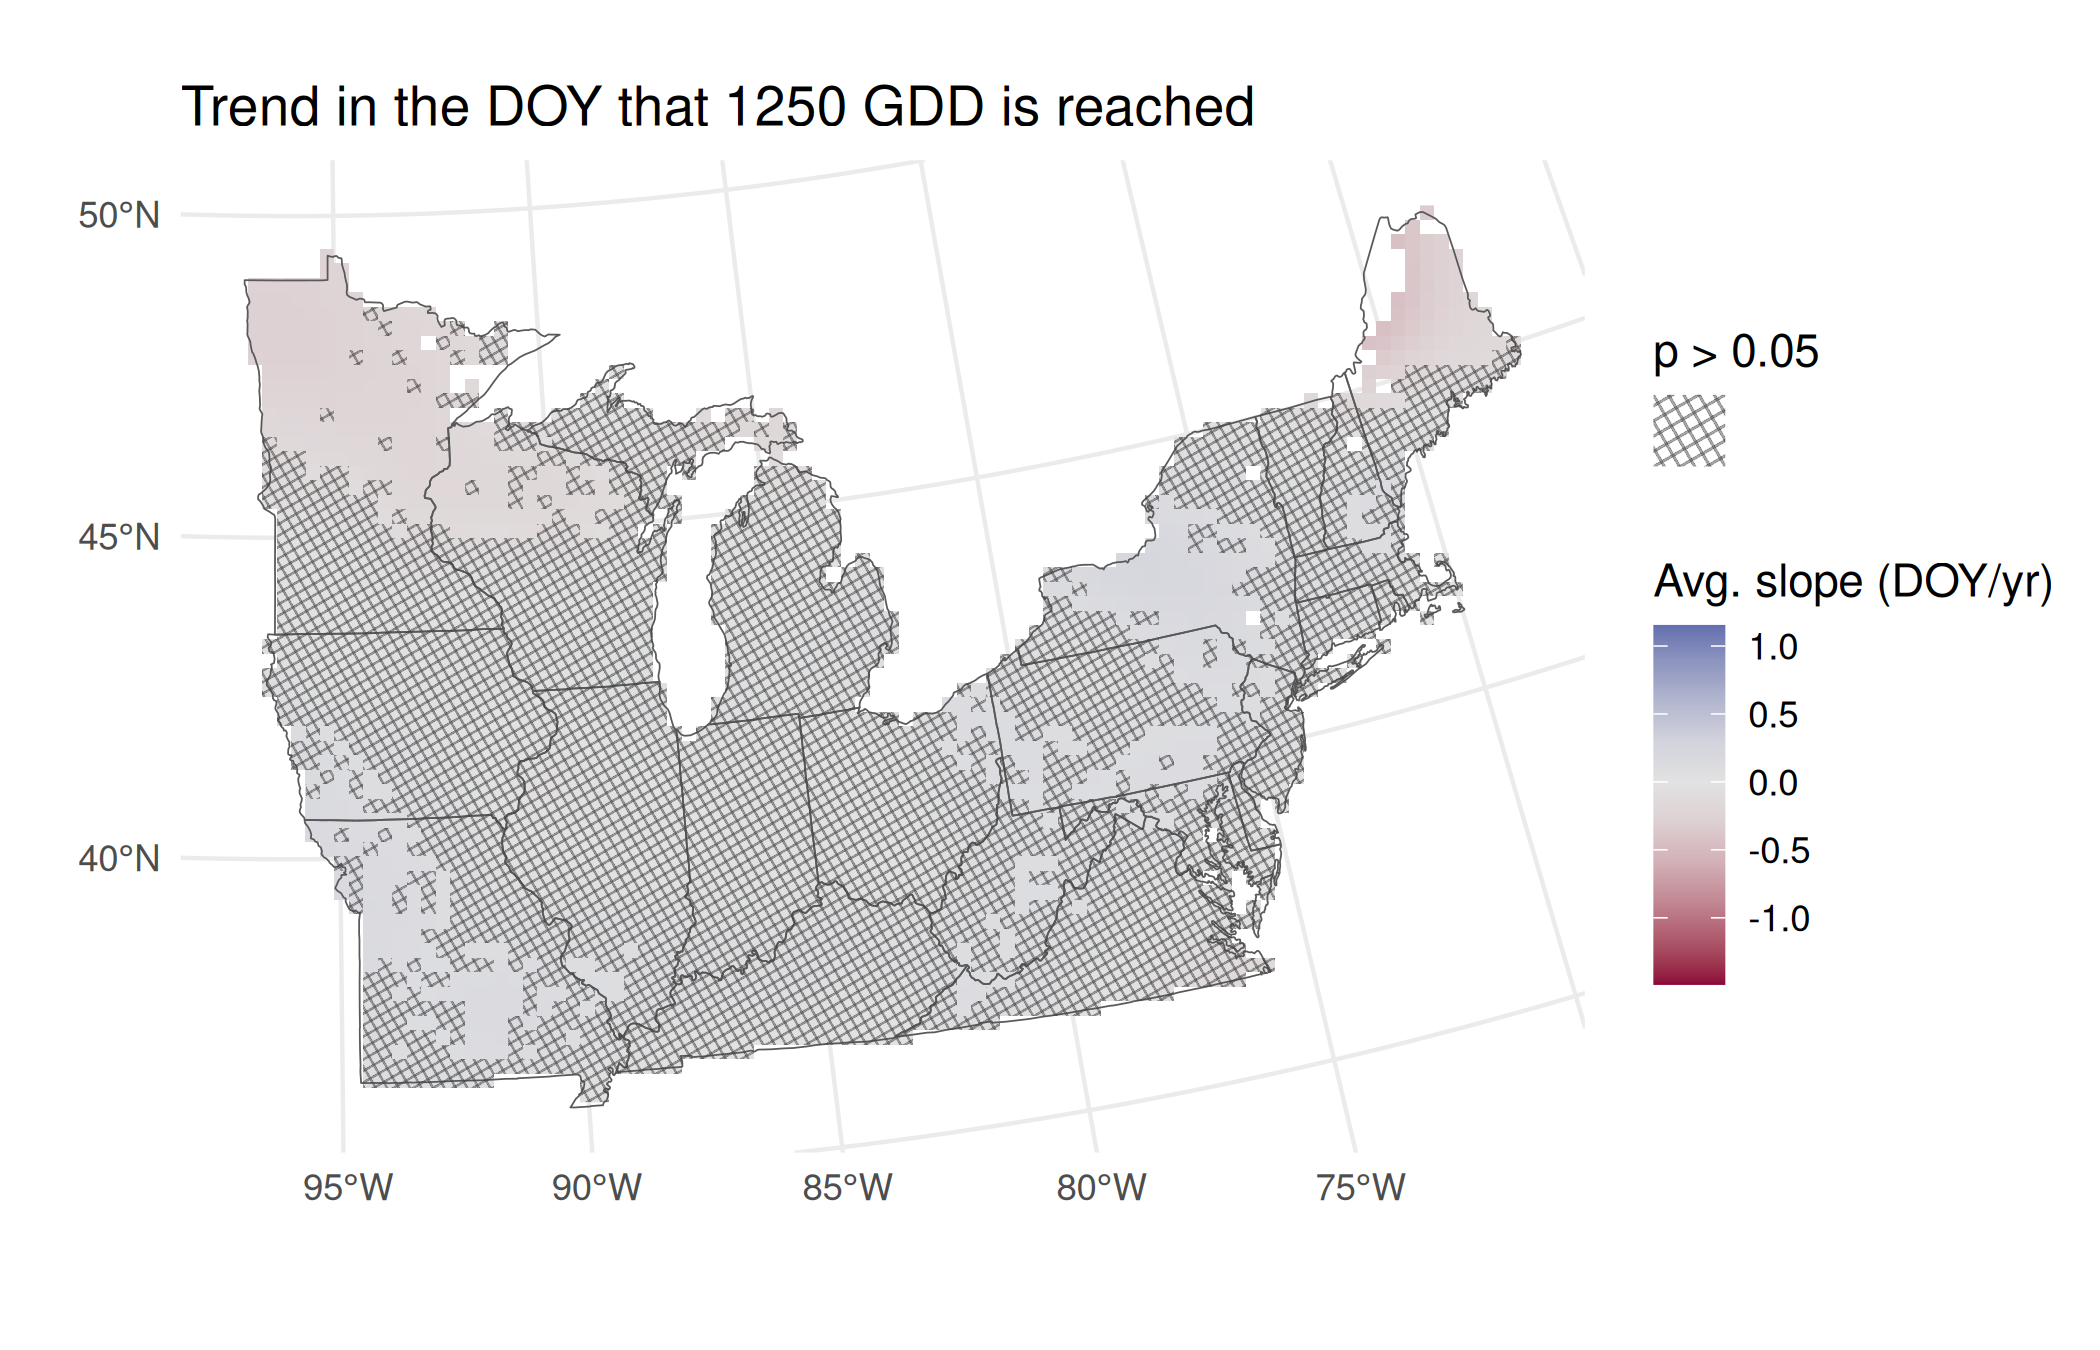 Trend in the DOY that 1250 GDD is reached
50°N
45°N
40°N
95°W
90°W
85°W
80°W
75°W
p > 0.05
Avg. slope (DOY/yr)
1.0
0.5
0.0
-0.5
-1.0